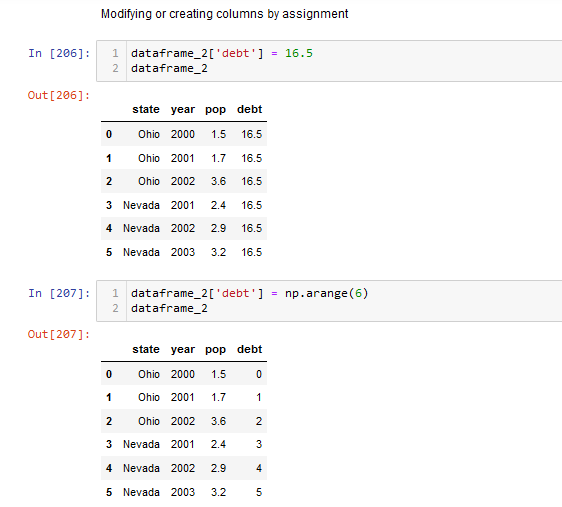 Modifying or creating columns by assignment
In [206]: 1 dataframe_2['debt'] = 16.5
2 dataframe_2
Out[206]:
state year pop debt
0 Ohio 2000 1.5 16.5
1 Ohio 2001 1.7 16.5
2 Ohio 2002 3.6 16.5
3 Nevada 2001 2.4 16.5
4 Nevada 2002 2.9 16.5
5 Nevada 2003 3.2 16.5
In [207]: 1 dataframe_2['debt'] = np.arange(6)
2 dataframe_2
Out[207]:
state year pop debt
0 Ohio 2000 1.5 0
1 Ohio 2001 1.7 1
2 Ohio 2002 3.6 2
3 Nevada 2001 2.4 3
4 Nevada 2002 2.9 4
5 Nevada 2003 3.2 5